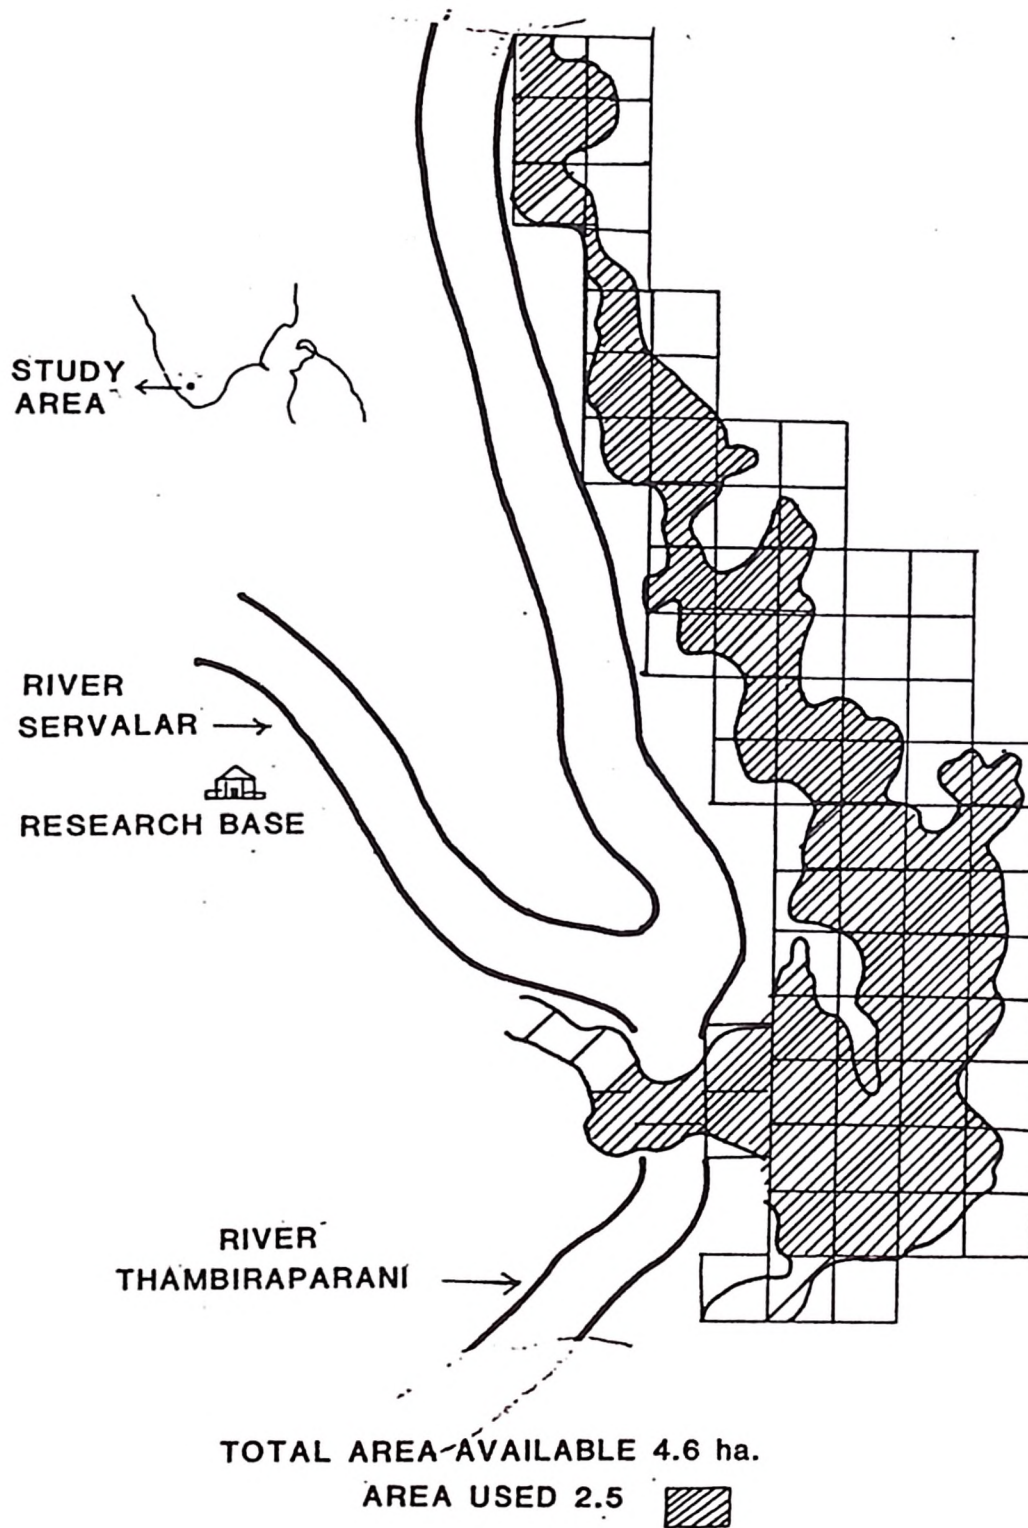 STUDY
AREA
RIVER
SERVALAR
RESEARCH BASE
RIVER
THAMBIRAPARANI
TOTAL AREA AVAILABLE 4.6 ha.
AREA USED 2.5